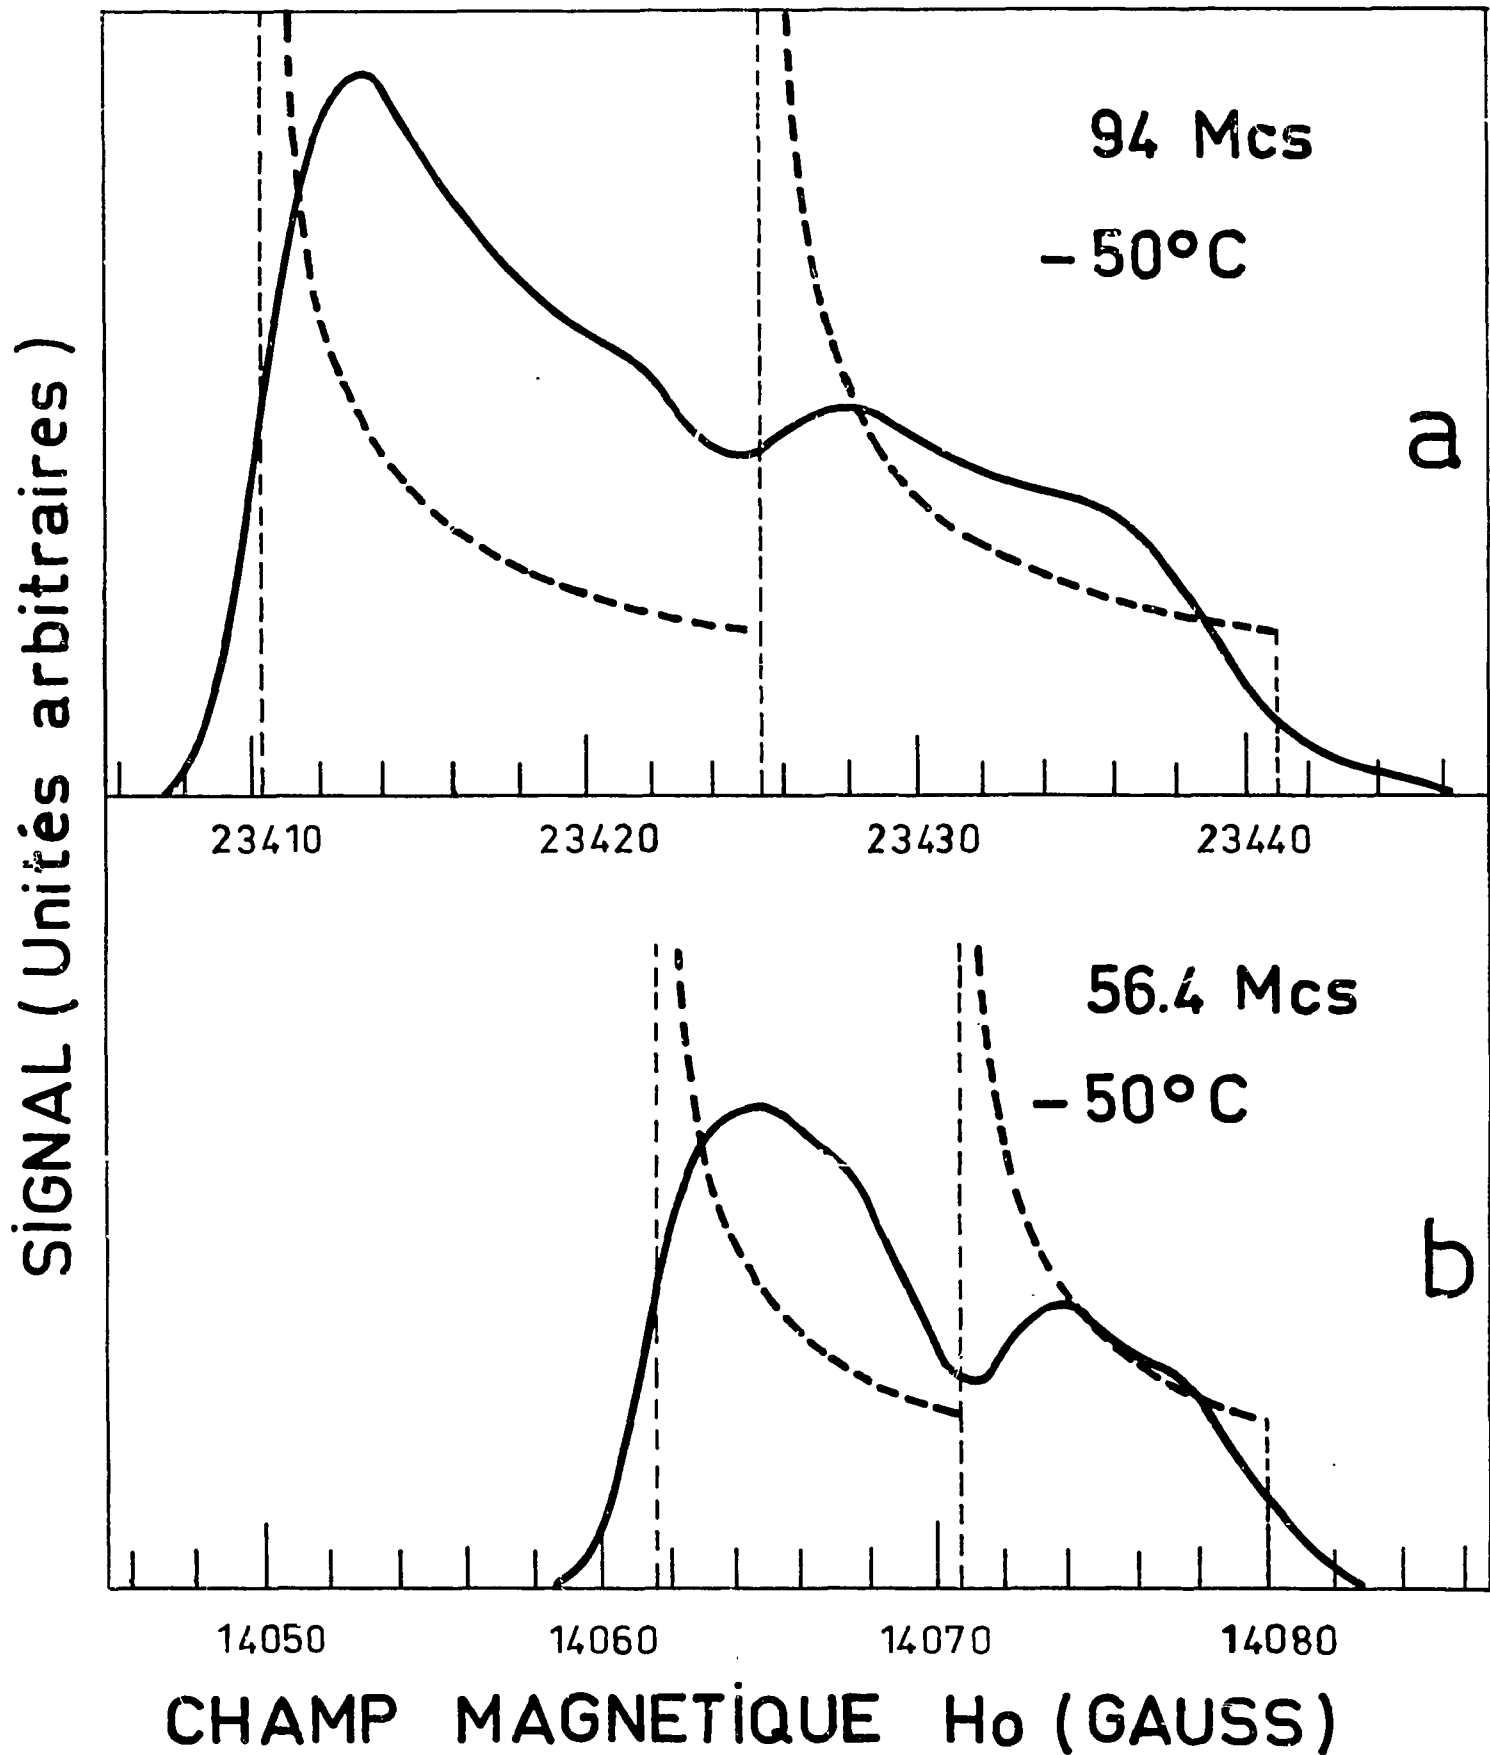 94 Mcs
– 50°C
a
23410 23420 23430 23440
SIGNAL ( Unités arbitraires )
56.4 Mcs
– 50°C
b
14050 14060 14070 14080
CHAMP MAGNETIQUE Ho ( GAUSS )